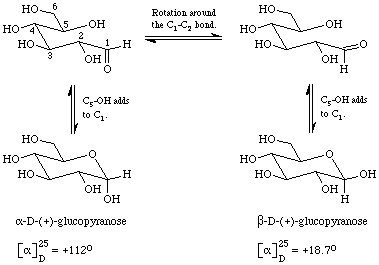 HO 6
HO 4 5 OH
HO 3 2 OH 1 O H
Rotation around
the C1-C2 bond.
HO
HO OH
HO OH H O
C5-OH adds
to C1.
C5-OH adds
to C1.
HO
HO O
HO OH H
OH
HO
HO O
HO OH OH
H
α-D-(+)-glucopyranose
β-D-(+)-glucopyranose
[α]25D = +112º
[α]25D = +18.7º